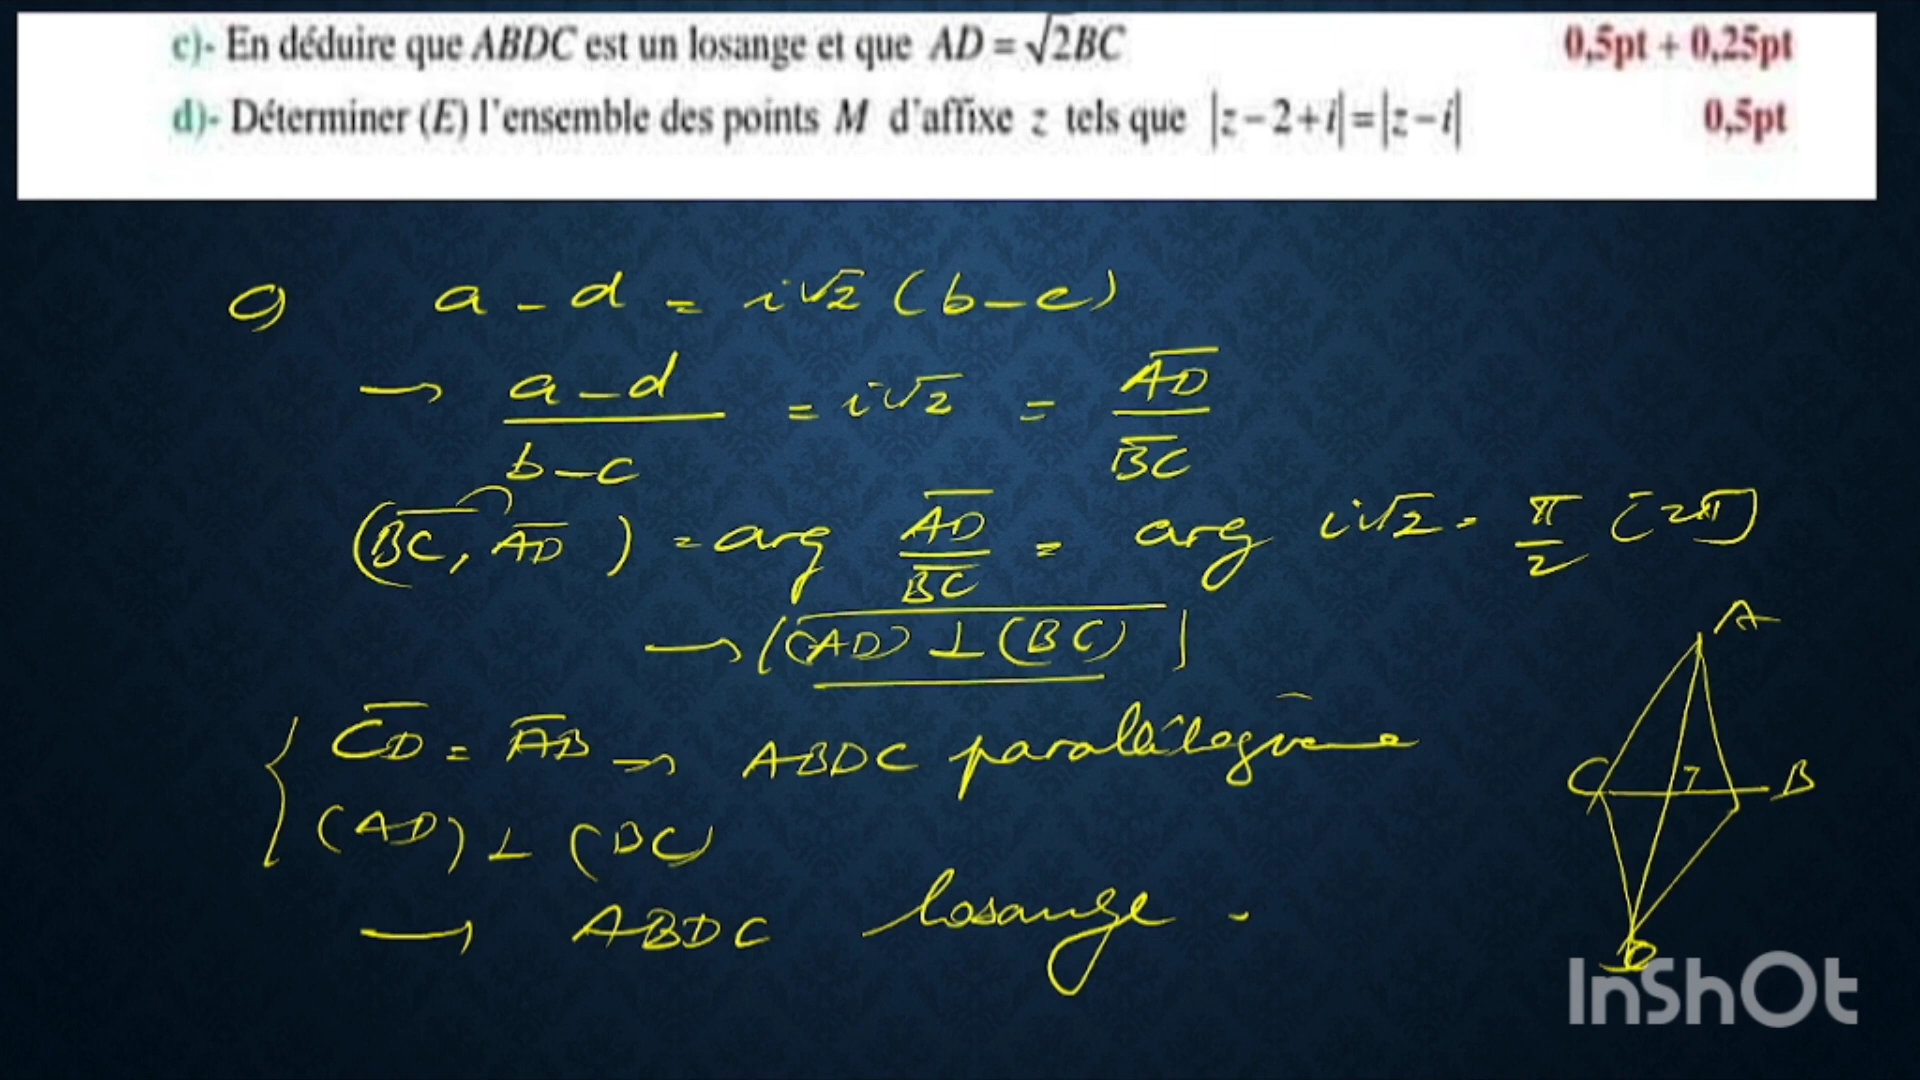 c)- En déduire que ABDC est un losange et que AD = √2BC 0,5pt + 0,25pt
d)- Déterminer (E) l'ensemble des points M d'affixe z tels que |z-2+i|=|z-i| 0,5pt
c) a - d = i√2 (b - c)
→ a - d / b - c = i√2 = AD / BC
(BC, AD) = arg AD / BC = arg i√2 = π/2 [2π]
→ (AD) ⊥ (BC)
CD = AB → ABDC parallélogramme
(AD) ⊥ (BC)
→ ABDC losange .
A
C B
D
InShOt